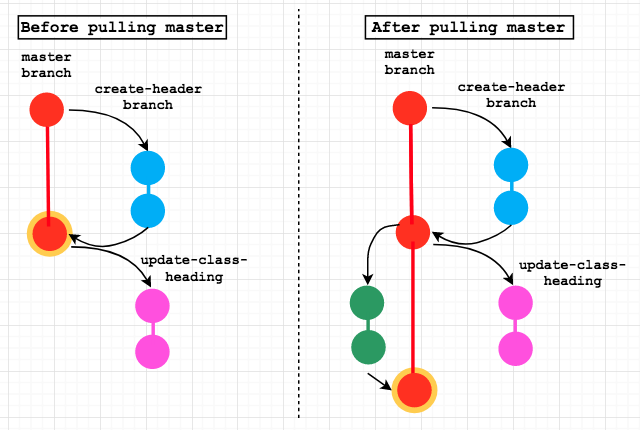 Before pulling master
master
branch
create-header
branch
update-class-
heading
After pulling master
master
branch
create-header
branch
update-class-
heading